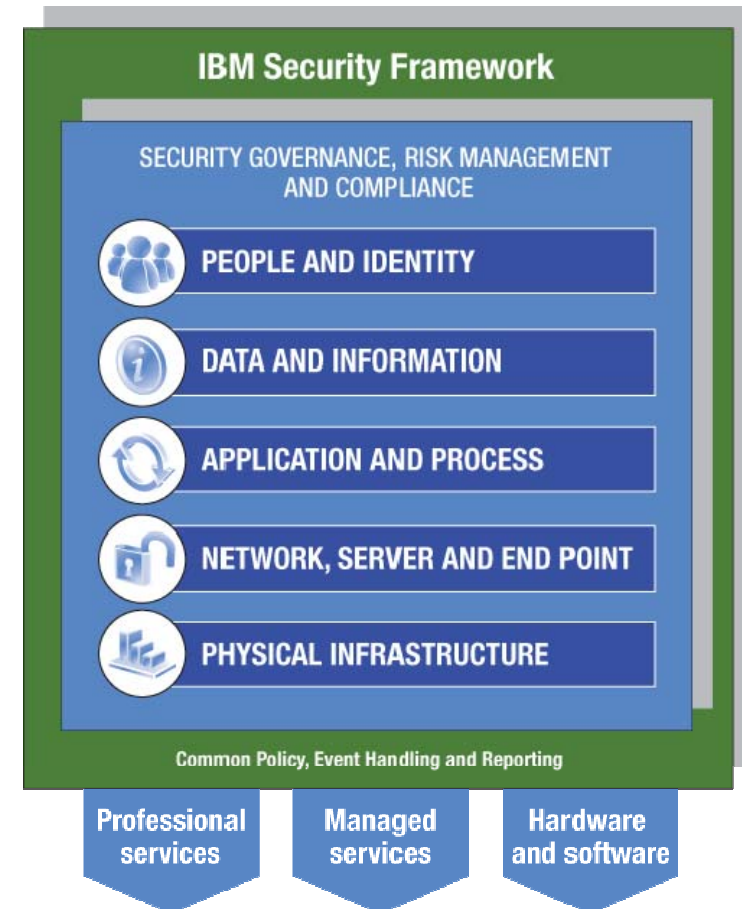 IBM Security Framework
SECURITY GOVERNANCE, RISK MANAGEMENT
AND COMPLIANCE
PEOPLE AND IDENTITY
DATA AND INFORMATION
APPLICATION AND PROCESS
NETWORK, SERVER AND END POINT
PHYSICAL INFRASTRUCTURE
Common Policy, Event Handling and Reporting
Professional
services
Managed
services
Hardware
and software